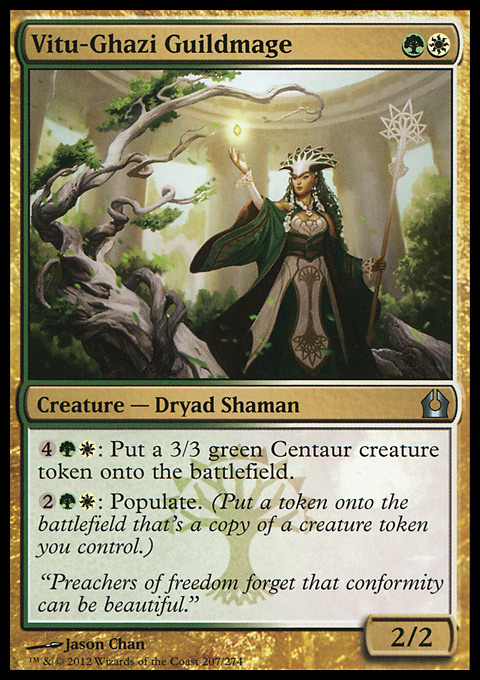 Vitu-Ghazi Guildmage
Creature — Dryad Shaman
4: Put a 3/3 green Centaur creature
token onto the battlefield.
2: Populate. (Put a token onto the
battlefield that's a copy of a creature token
you control.)
“Preachers of freedom forget that conformity
can be beautiful.”
2/2
Jason Chan
™ & © 2012 Wizards of the Coast 207/274